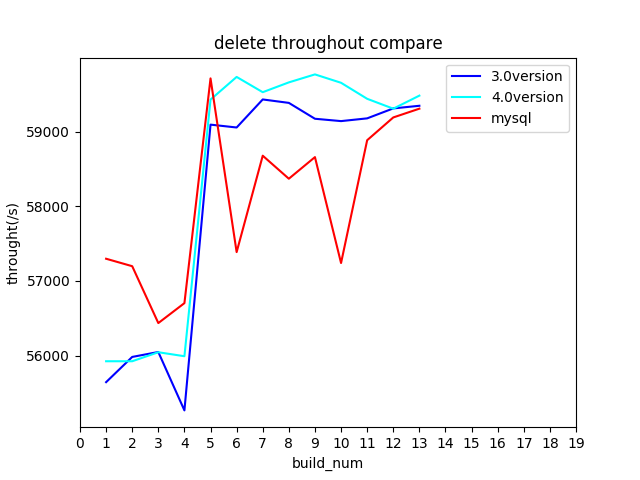 delete throughout compare
3.0version
4.0version
mysql
throught(/s)
59000
58000
57000
56000
0 1 2 3 4 5 6 7 8 9 10 11 12 13 14 15 16 17 18 19
build_num